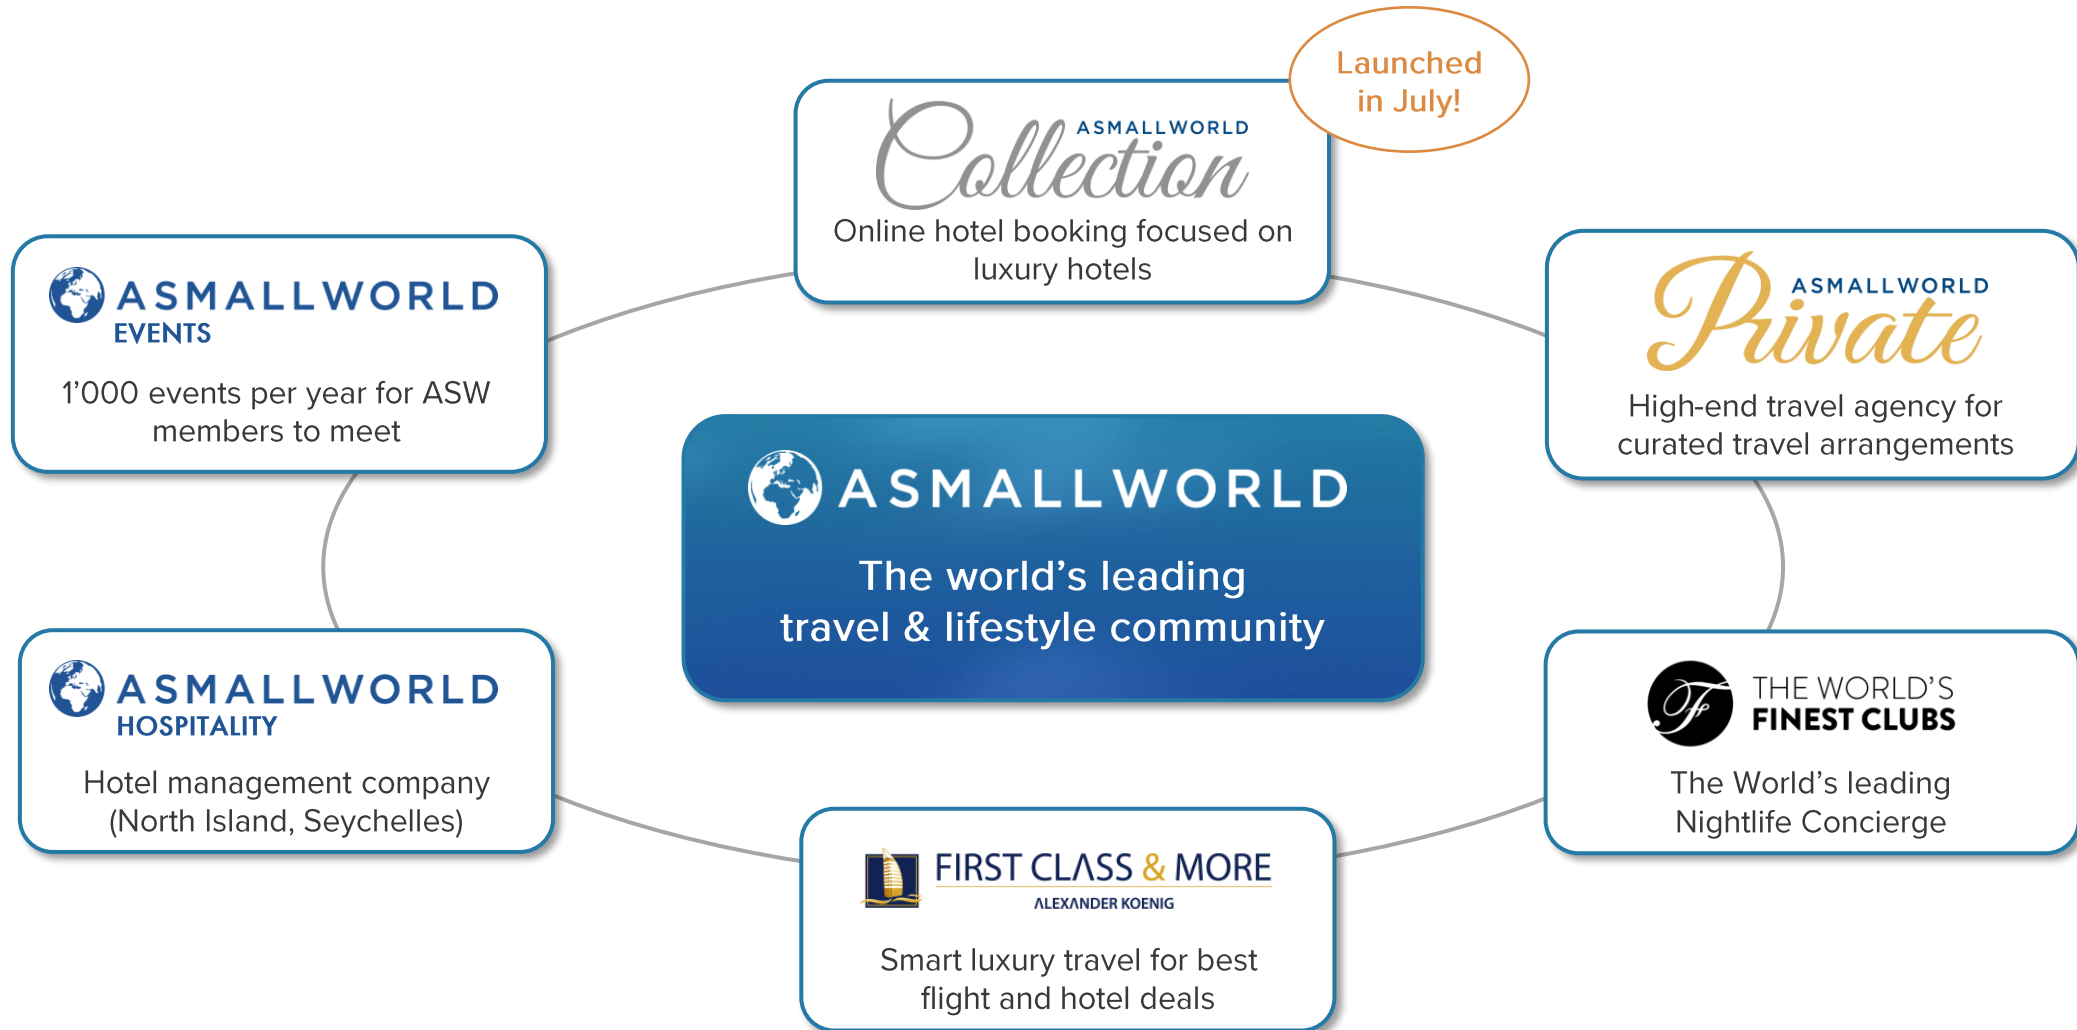 Launched
in July!
ASMALLWORLD
Collection
Online hotel booking focused on
luxury hotels
ASMALLWORLD
EVENTS
1’000 events per year for ASW
members to meet
ASMALLWORLD
Private
High-end travel agency for
curated travel arrangements
ASMALLWORLD
The world’s leading
travel & lifestyle community
ASMALLWORLD
HOSPITALITY
Hotel management company
(North Island, Seychelles)
F
THE WORLD’S
FINEST CLUBS
The World’s leading
Nightlife Concierge
FIRST CLASS & MORE
ALEXANDER KOENIG
Smart luxury travel for best
flight and hotel deals